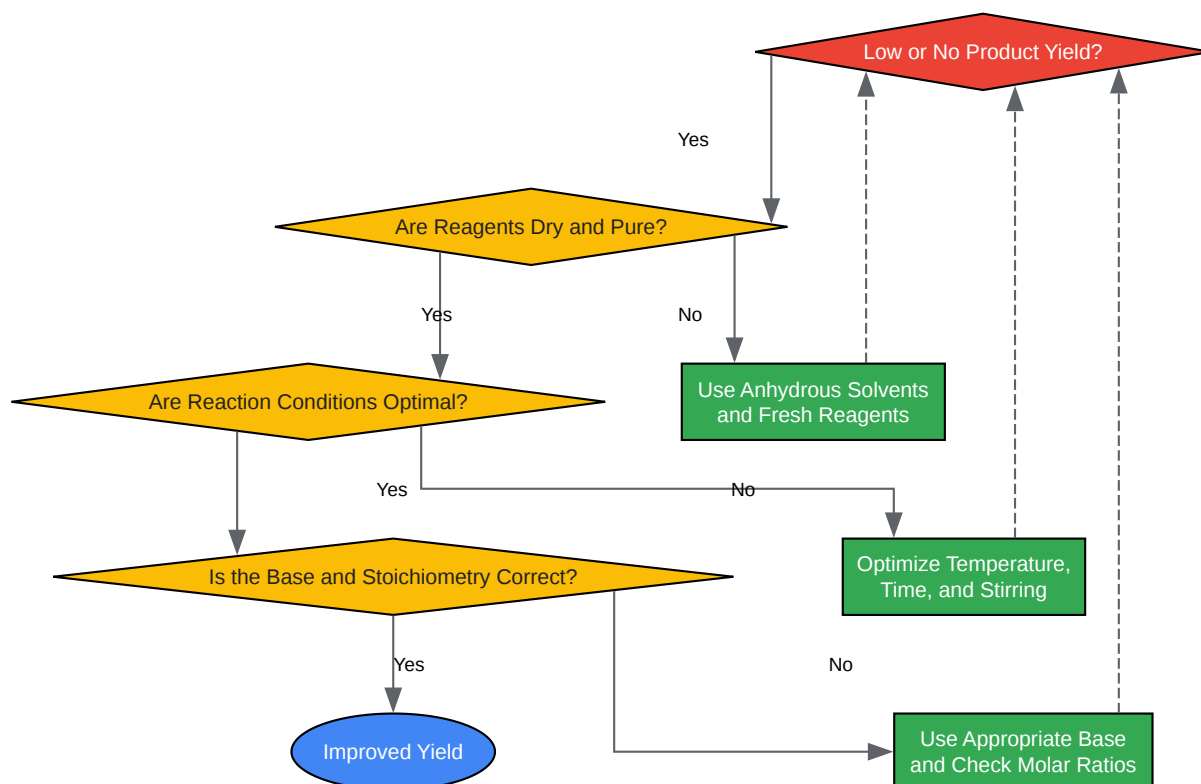 Low or No Product Yield?
Yes
Are Reagents Dry and Pure?
Yes
No
Use Anhydrous Solvents
and Fresh Reagents
Are Reaction Conditions Optimal?
Yes
No
Optimize Temperature,
Time, and Stirring
Is the Base and Stoichiometry Correct?
Yes
No
Improved Yield
Use Appropriate Base
and Check Molar Ratios